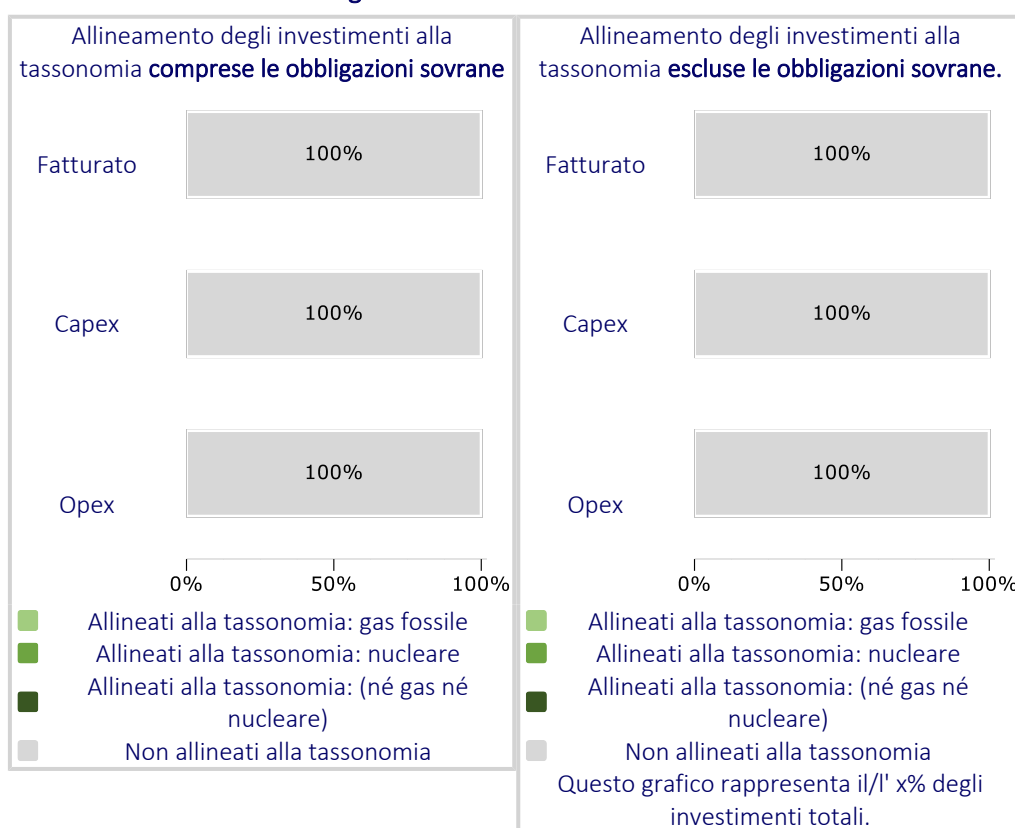 Allineamento degli investimenti alla
tassonomia comprese le obbligazioni sovrane
Fatturato
100%
Capex
100%
Opex
100%
0% 50% 100%
Allineati alla tassonomia: gas fossile
Allineati alla tassonomia: nucleare
Allineati alla tassonomia: (né gas né
nucleare)
Non allineati alla tassonomia
Allineamento degli investimenti alla
tassonomia escluse le obbligazioni sovrane.
Fatturato
100%
Capex
100%
Opex
100%
0% 50% 100%
Allineati alla tassonomia: gas fossile
Allineati alla tassonomia: nucleare
Allineati alla tassonomia: (né gas né
nucleare)
Non allineati alla tassonomia
Questo grafico rappresenta il/l' x% degli
investimenti totali.